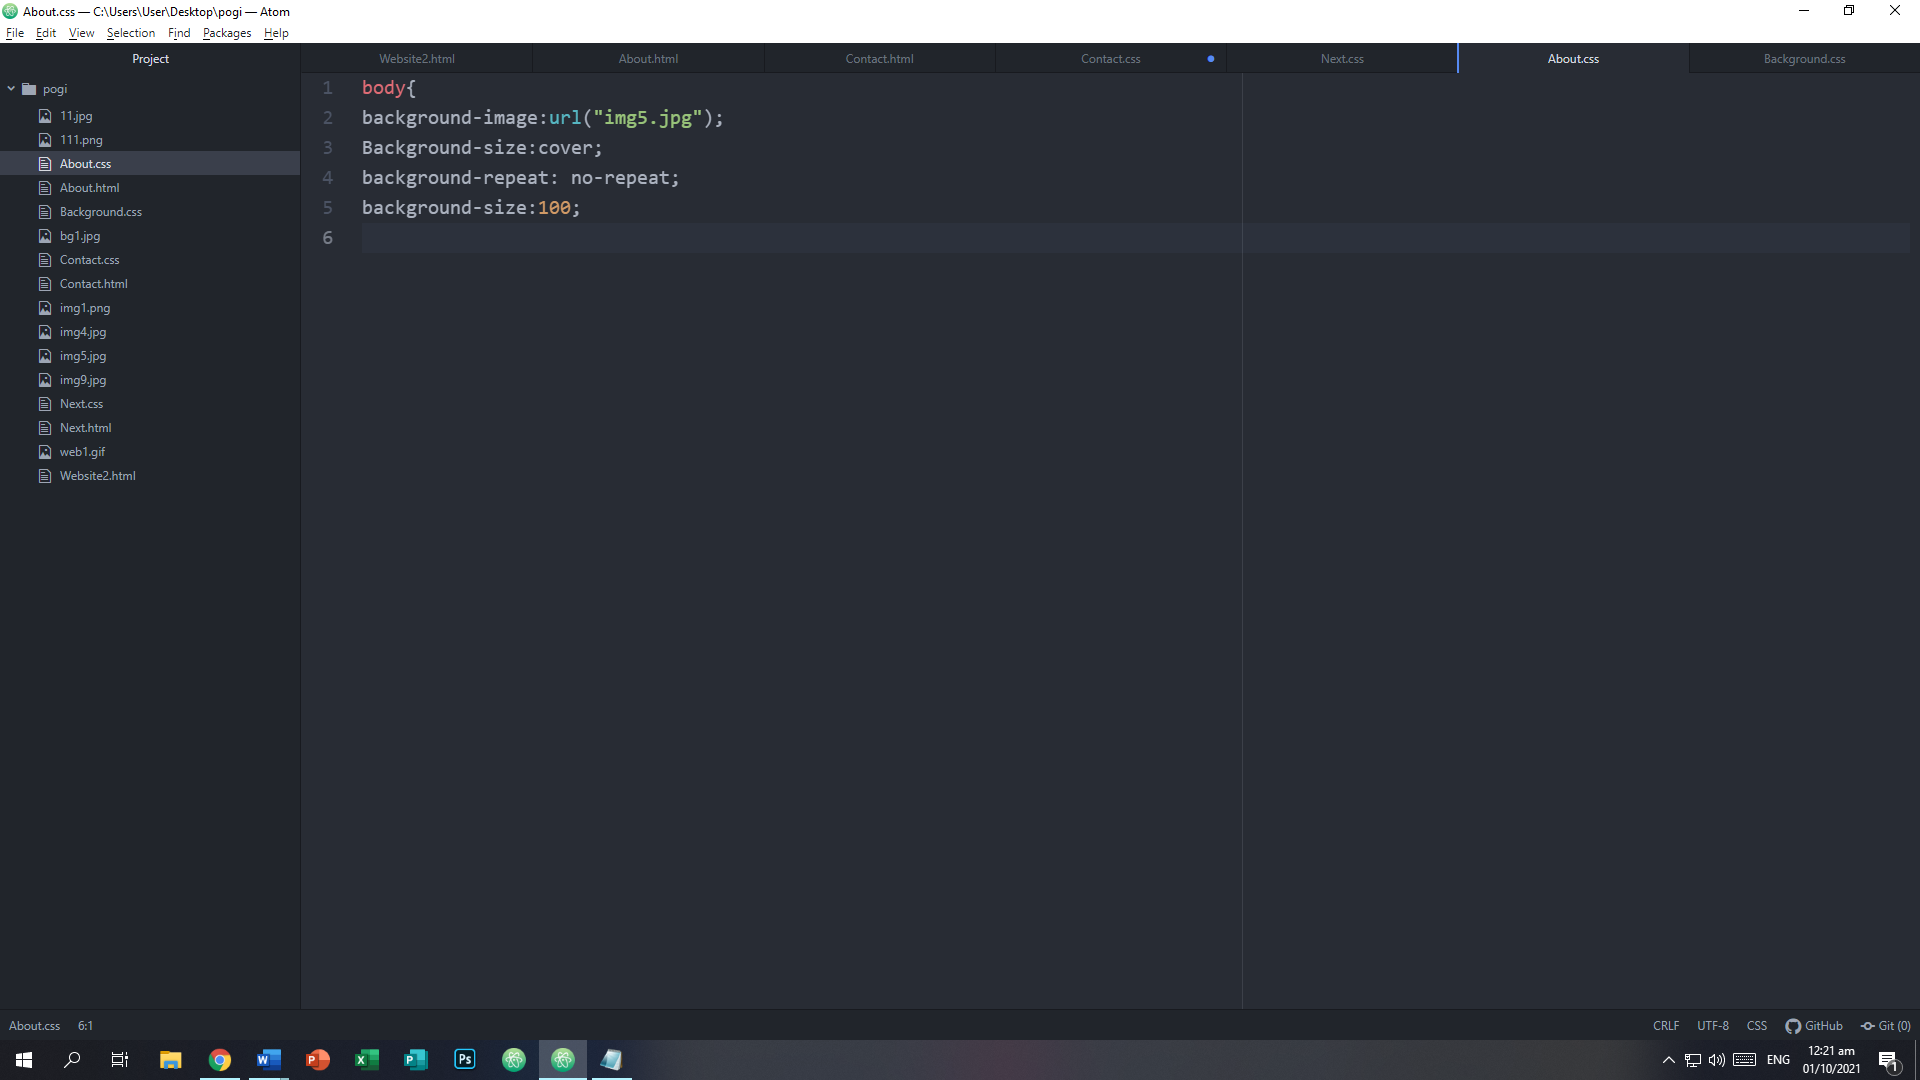 About.css — C:\Users\User\Desktop\pogi — Atom
File Edit View Selection Find Packages Help
Project
Website2.html About.html Contact.html Contact.css Next.css About.css Background.css
pogi
11.jpg
111.png
About.css
About.html
Background.css
bg1.jpg
Contact.css
Contact.html
img1.png
img4.jpg
img5.jpg
img9.jpg
Next.css
Next.html
web1.gif
Website2.html
1 body{
2 background-image:url("img5.jpg");
3 Background-size:cover;
4 background-repeat: no-repeat;
5 background-size:100;
6
About.css 6:1 CRLF UTF-8 CSS GitHub Git (0)
ENG
12:21 am
01/10/2021
1